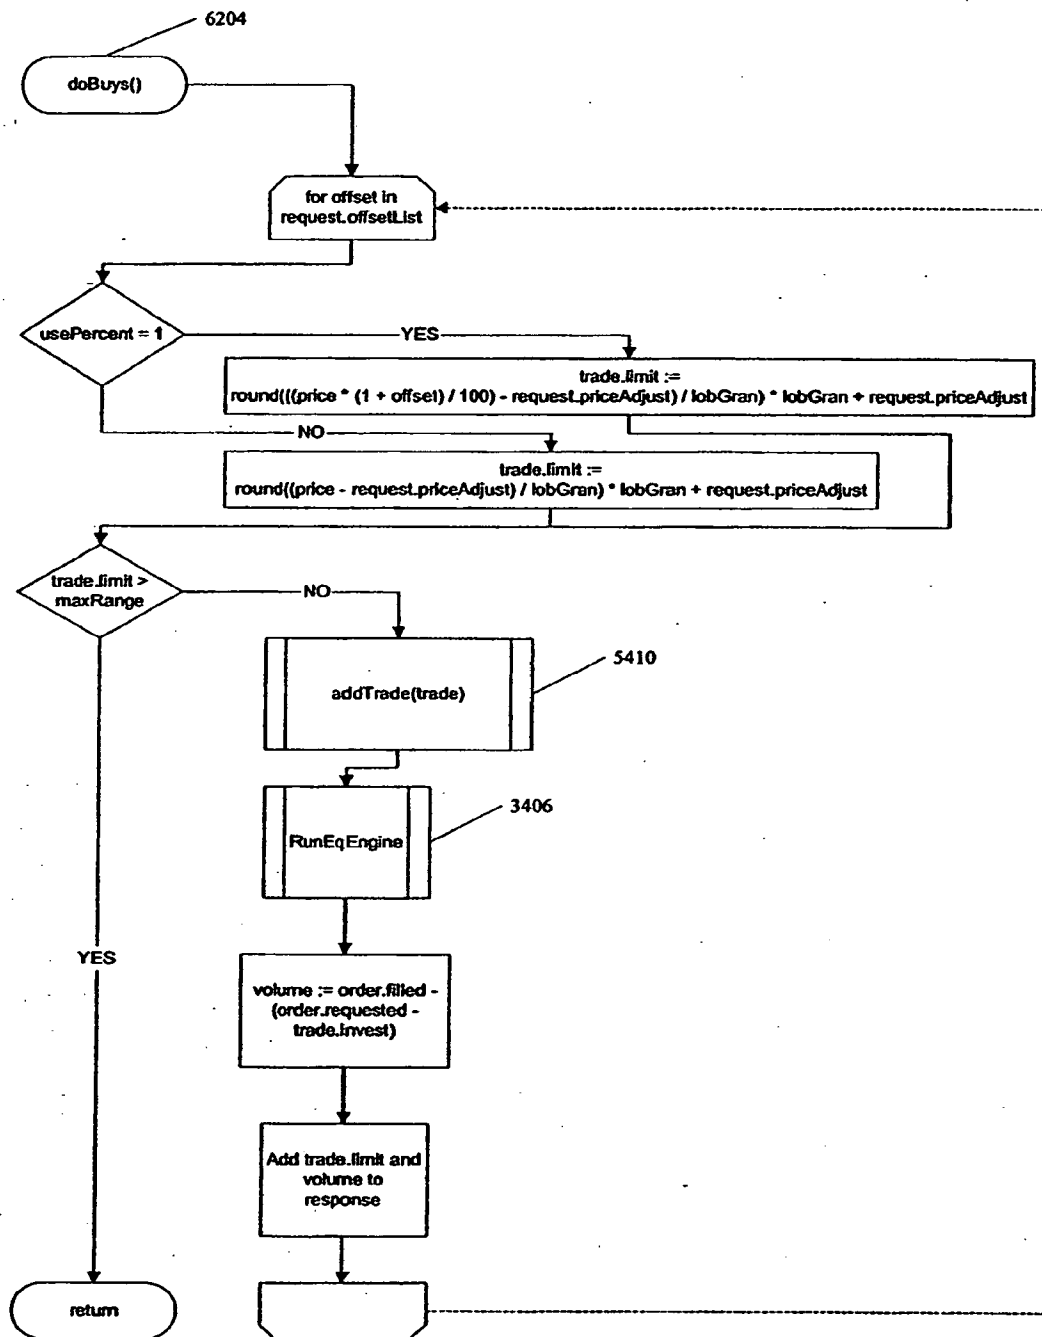 6204
doBuys()
for offset in
request.offsetList
usePercent = 1
YES
trade.limit :=
round(((price * (1 + offset) / 100) - request.priceAdjust) / lobGran) * lobGran + request.priceAdjust
NO
trade.limit :=
round((price - request.priceAdjust) / lobGran) * lobGran + request.priceAdjust
trade.limit >
maxRange
NO
5410
addTrade(trade)
3406
RunEqEngine
YES
volume := order.filled -
(order.requested -
trade.invest)
Add trade.limit and
volume to
response
return